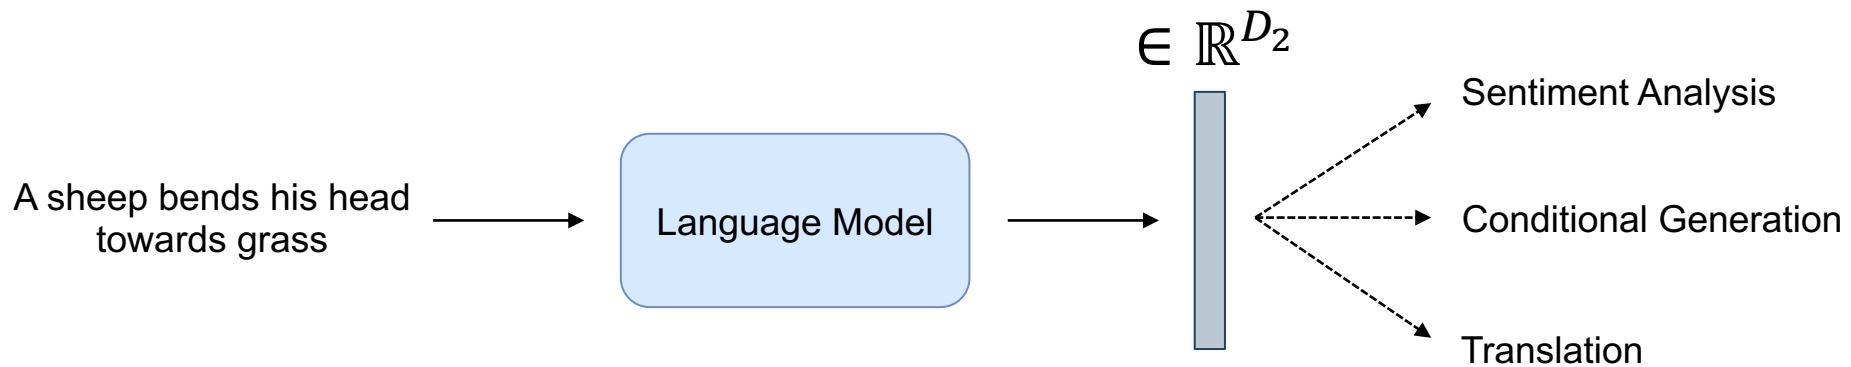 ∈ ℝ^{D_2}
A sheep bends his head
towards grass
Language Model
Sentiment Analysis
Conditional Generation
Translation